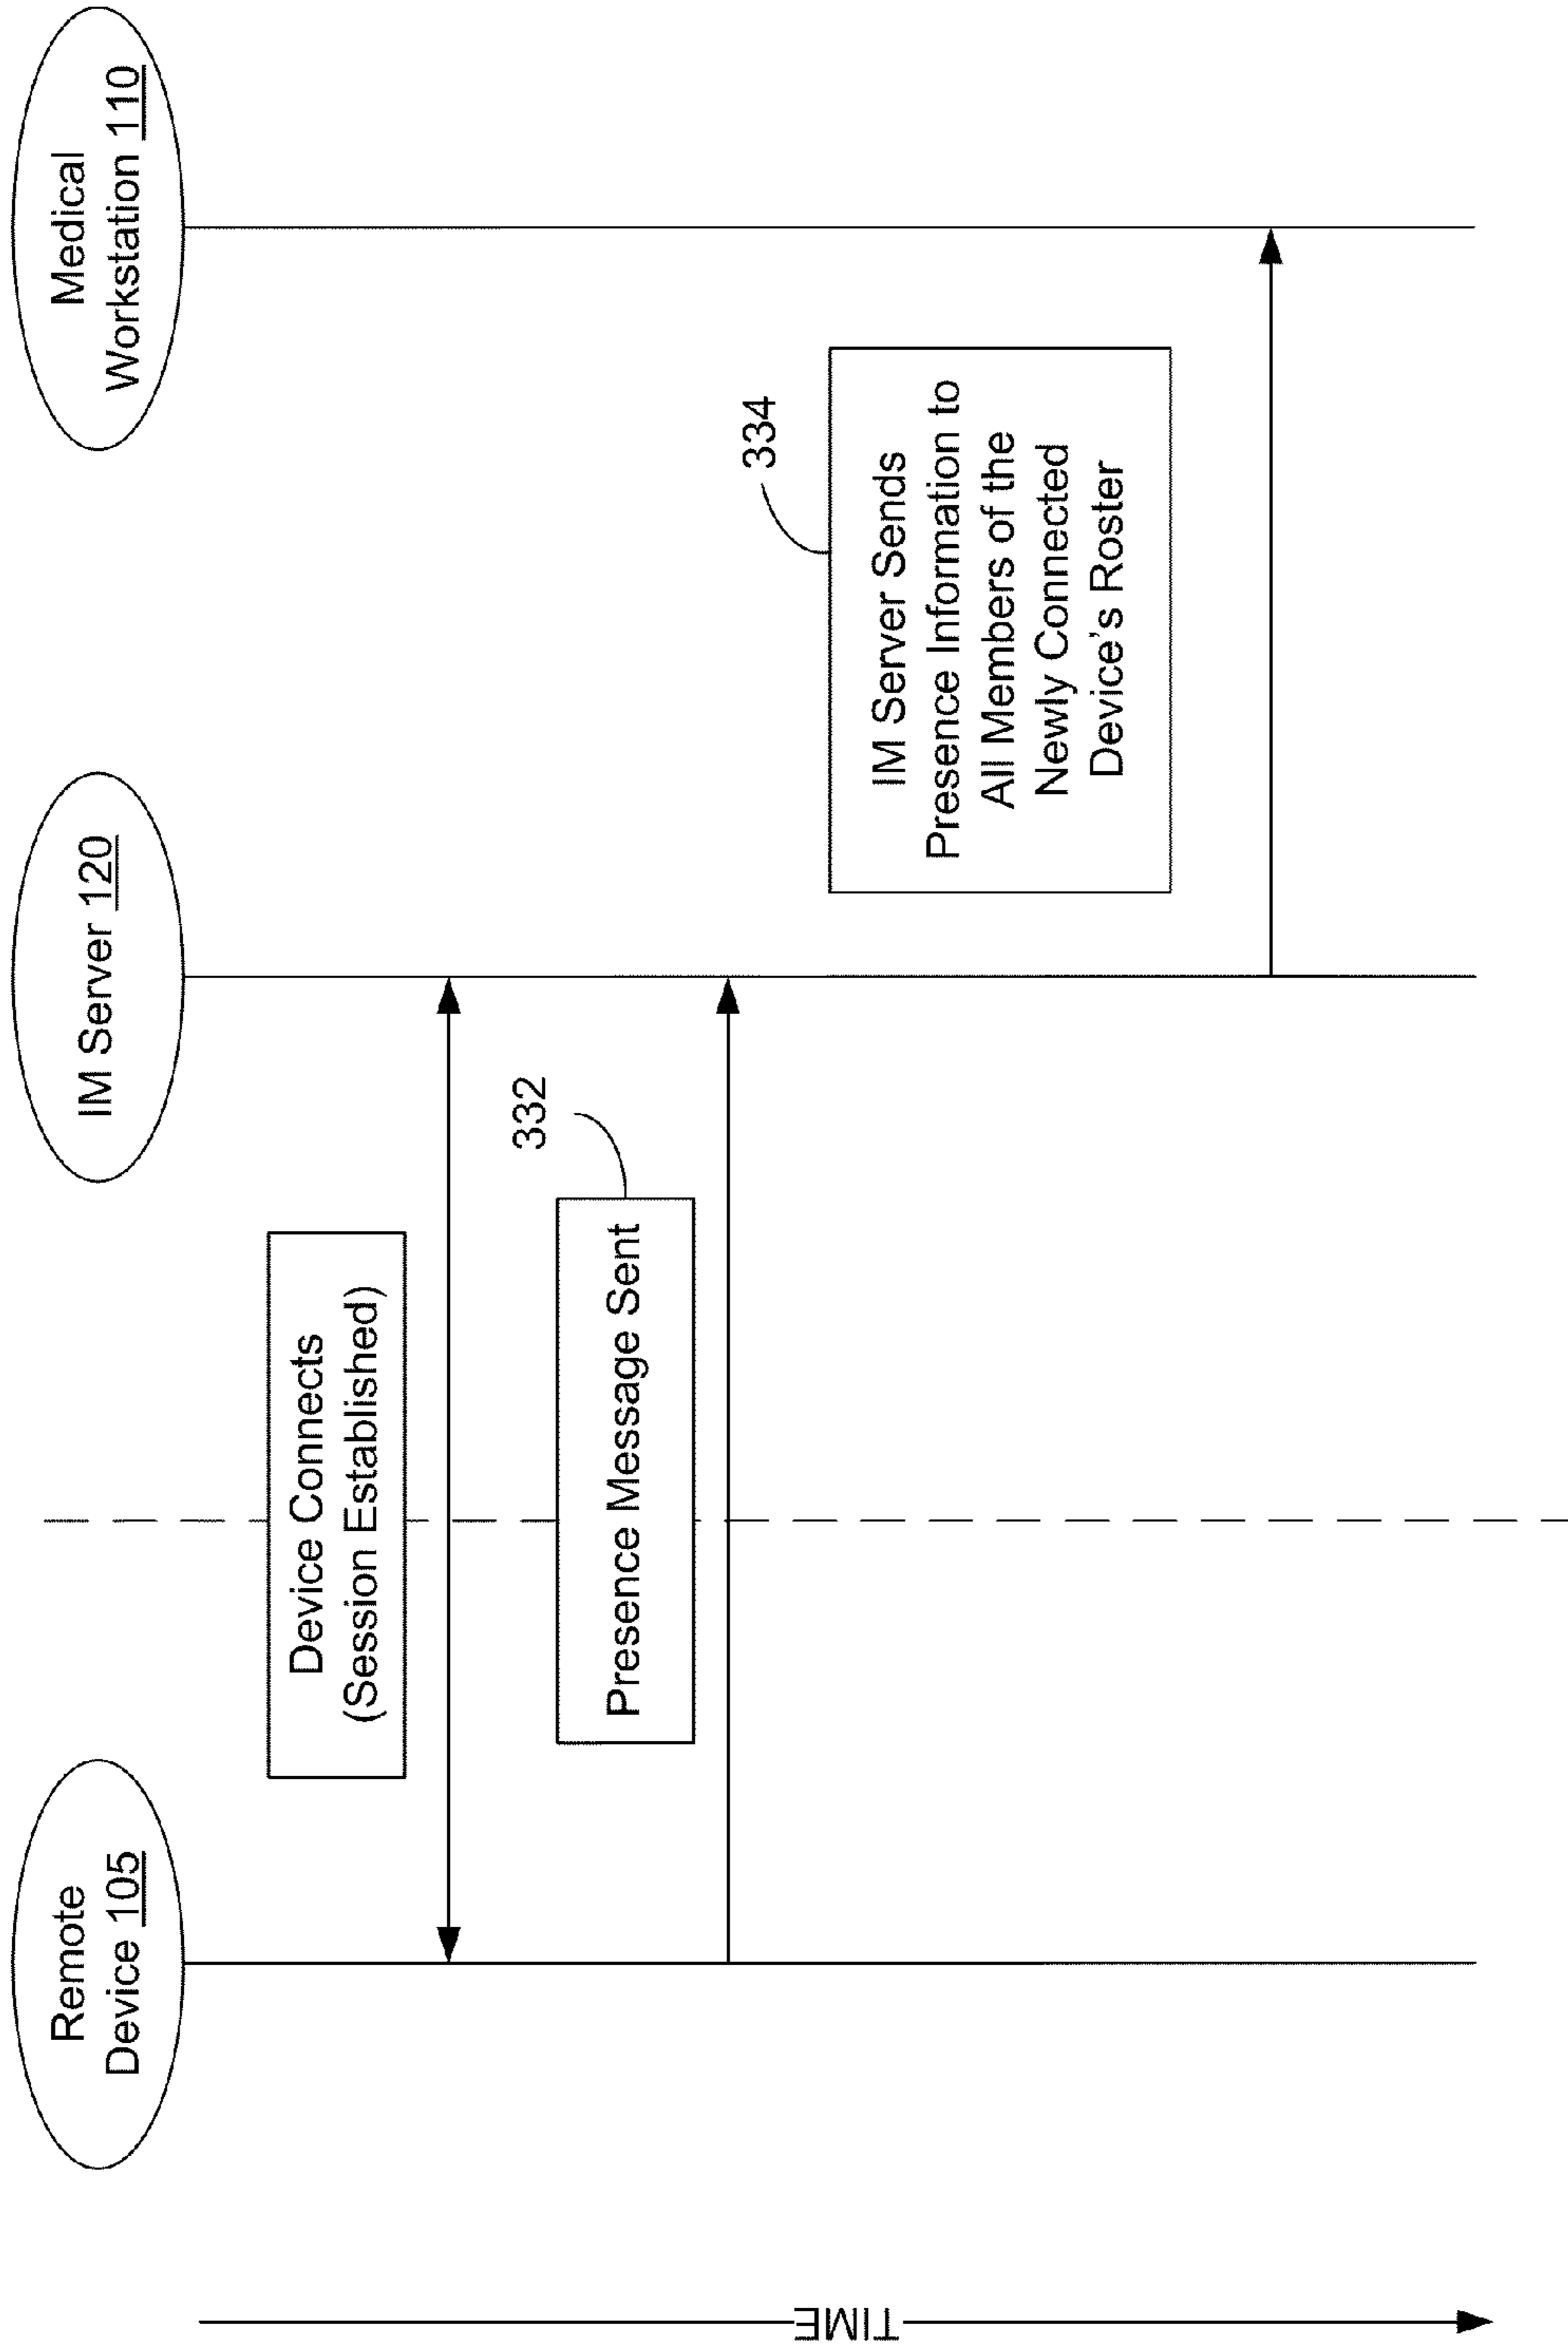 Remote
Device 105
IM Server 120
Medical
Workstation 110
Device Connects
(Session Established)
332
Presence Message Sent
334
IM Server Sends
Presence Information to
All Members of the
Newly Connected
Device's Roster
TIME